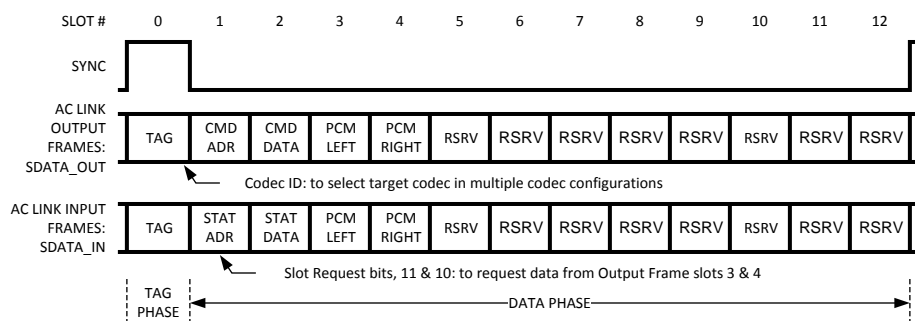 SLOT # 0 1 2 3 4 5 6 7 8 9 10 11 12
SYNC
AC LINK
OUTPUT
FRAMES:
SDATA_OUT
TAG CMD ADR CMD DATA PCM LEFT PCM RIGHT RSRV RSRV RSRV RSRV RSRV RSRV RSRV RSRV
Codec ID: to select target codec in multiple codec configurations
AC LINK INPUT
FRAMES:
SDATA_IN
TAG STAT ADR STAT DATA PCM LEFT PCM RIGHT RSRV RSRV RSRV RSRV RSRV RSRV RSRV RSRV
Slot Request bits, 11 & 10: to request data from Output Frame slots 3 & 4
TAG
PHASE
DATA PHASE